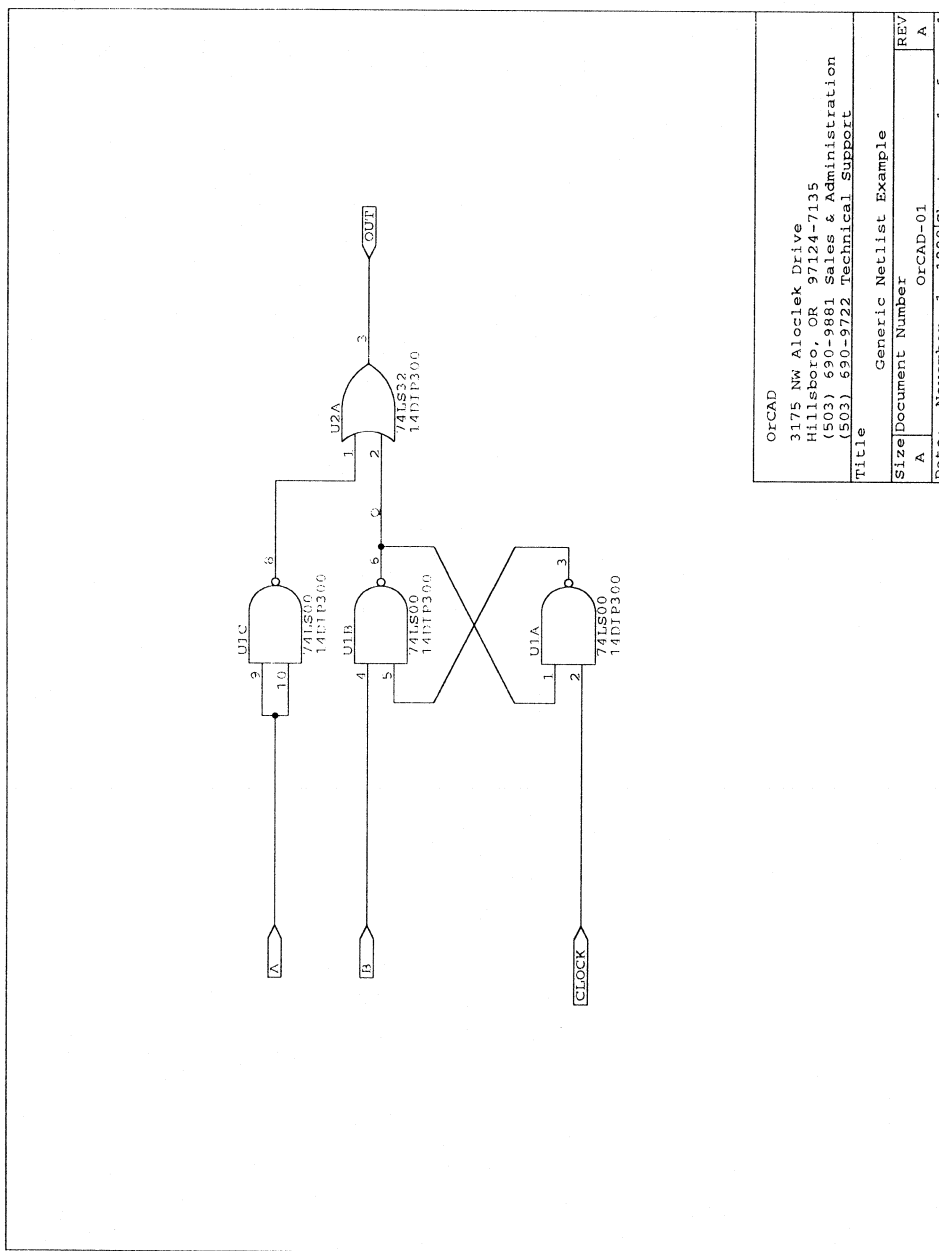 A
B
CLOCK
U1C
9
10
8
74LS00
14DIP300
U1B
4
5
6
74LS00
14DIP300
Q
U1A
1
2
3
74LS00
14DIP300
U2A
1
2
3
74LS32
14DIP300
OUT
OrCAD
3175 NW Aloclek Drive
Hillsboro, OR 97124-7135
(503) 690-9881 Sales & Administration
(503) 690-9722 Technical Support
Title
Generic Netlist Example
Size Document Number REV
A OrCAD-01 A